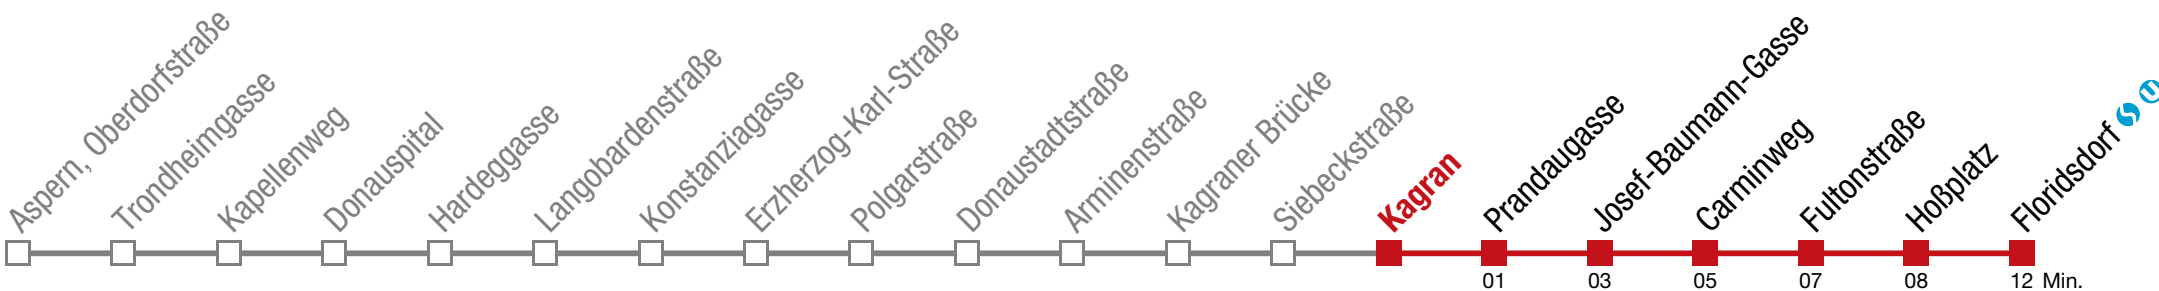 Aspern, Oberdorfstraße
Trondheimgasse
Kapellenweg
Donauspital
Hardeggasse
Langobardenstraße
Konstanziagasse
Erzherzog-Karl-Straße
Polgarstraße
Donaustadtstraße
Arminenstraße
Kagraner Brücke
Siebeckstraße
Kagran
Prandaugasse
Josef-Baumann-Gasse
Carminweg
Fultonstraße
Hoßplatz
Floridsdorf S U
01 03 05 07 08 12 Min.